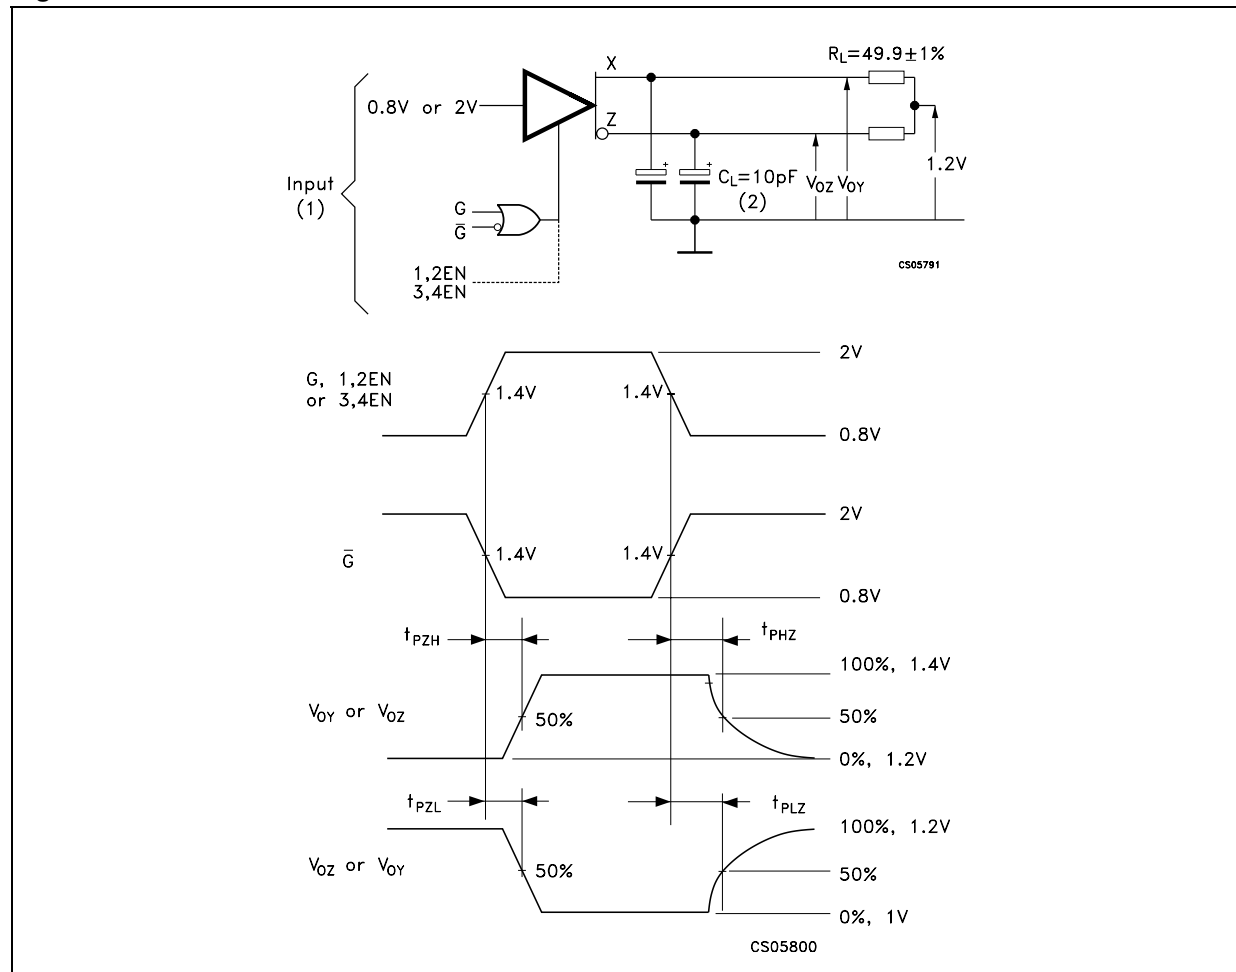 R_L=49.9±1%
X
0.8V or 2V
Z
1.2V
Input
(1)
C_L=10pF
(2)
V_OZ V_OY
G
G̅
1,2EN
3,4EN
CS05791
2V
G, 1,2EN
or 3,4EN
1.4V 1.4V
0.8V
2V
G̅
1.4V 1.4V
0.8V
t_PZH t_PHZ
100%, 1.4V
V_OY or V_OZ
50% 50%
0%, 1.2V
t_PZL t_PLZ
100%, 1.2V
V_OZ or V_OY
50% 50%
0%, 1V
CS05800